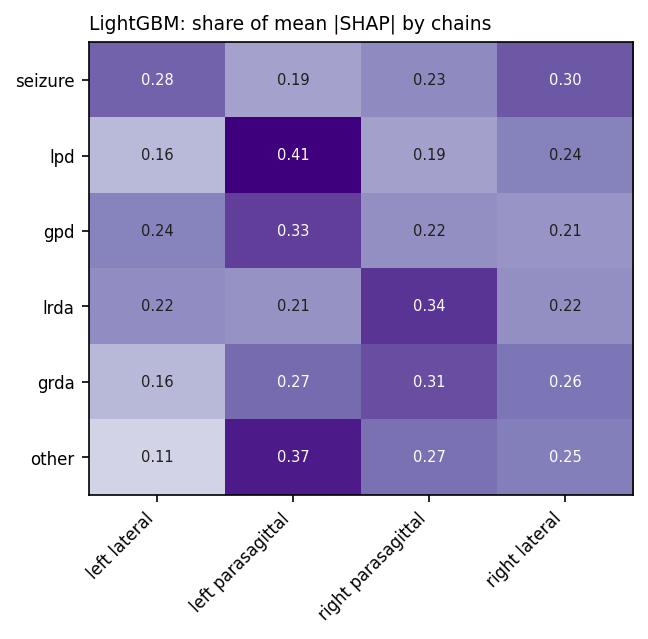 LightGBM: share of mean |SHAP| by chains
seizure 0.28 0.19 0.23 0.30
lpd 0.16 0.41 0.19 0.24
gpd 0.24 0.33 0.22 0.21
lrda 0.22 0.21 0.34 0.22
grda 0.16 0.27 0.31 0.26
other 0.11 0.37 0.27 0.25
left lateral
left parasagittal
right parasagittal
right lateral